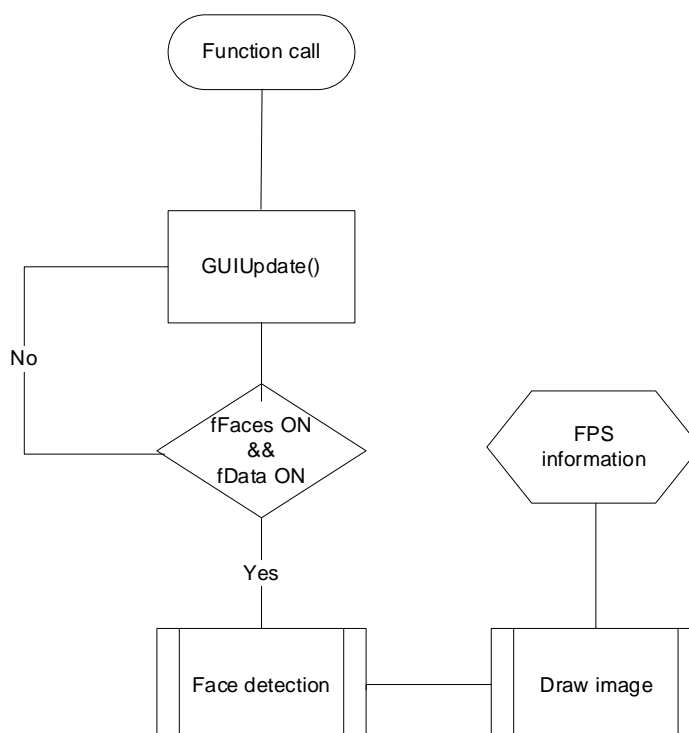 Function call
GUIUpdate()
No
fFaces ON
&&
fData ON
FPS
information
Yes
Face detection
Draw image